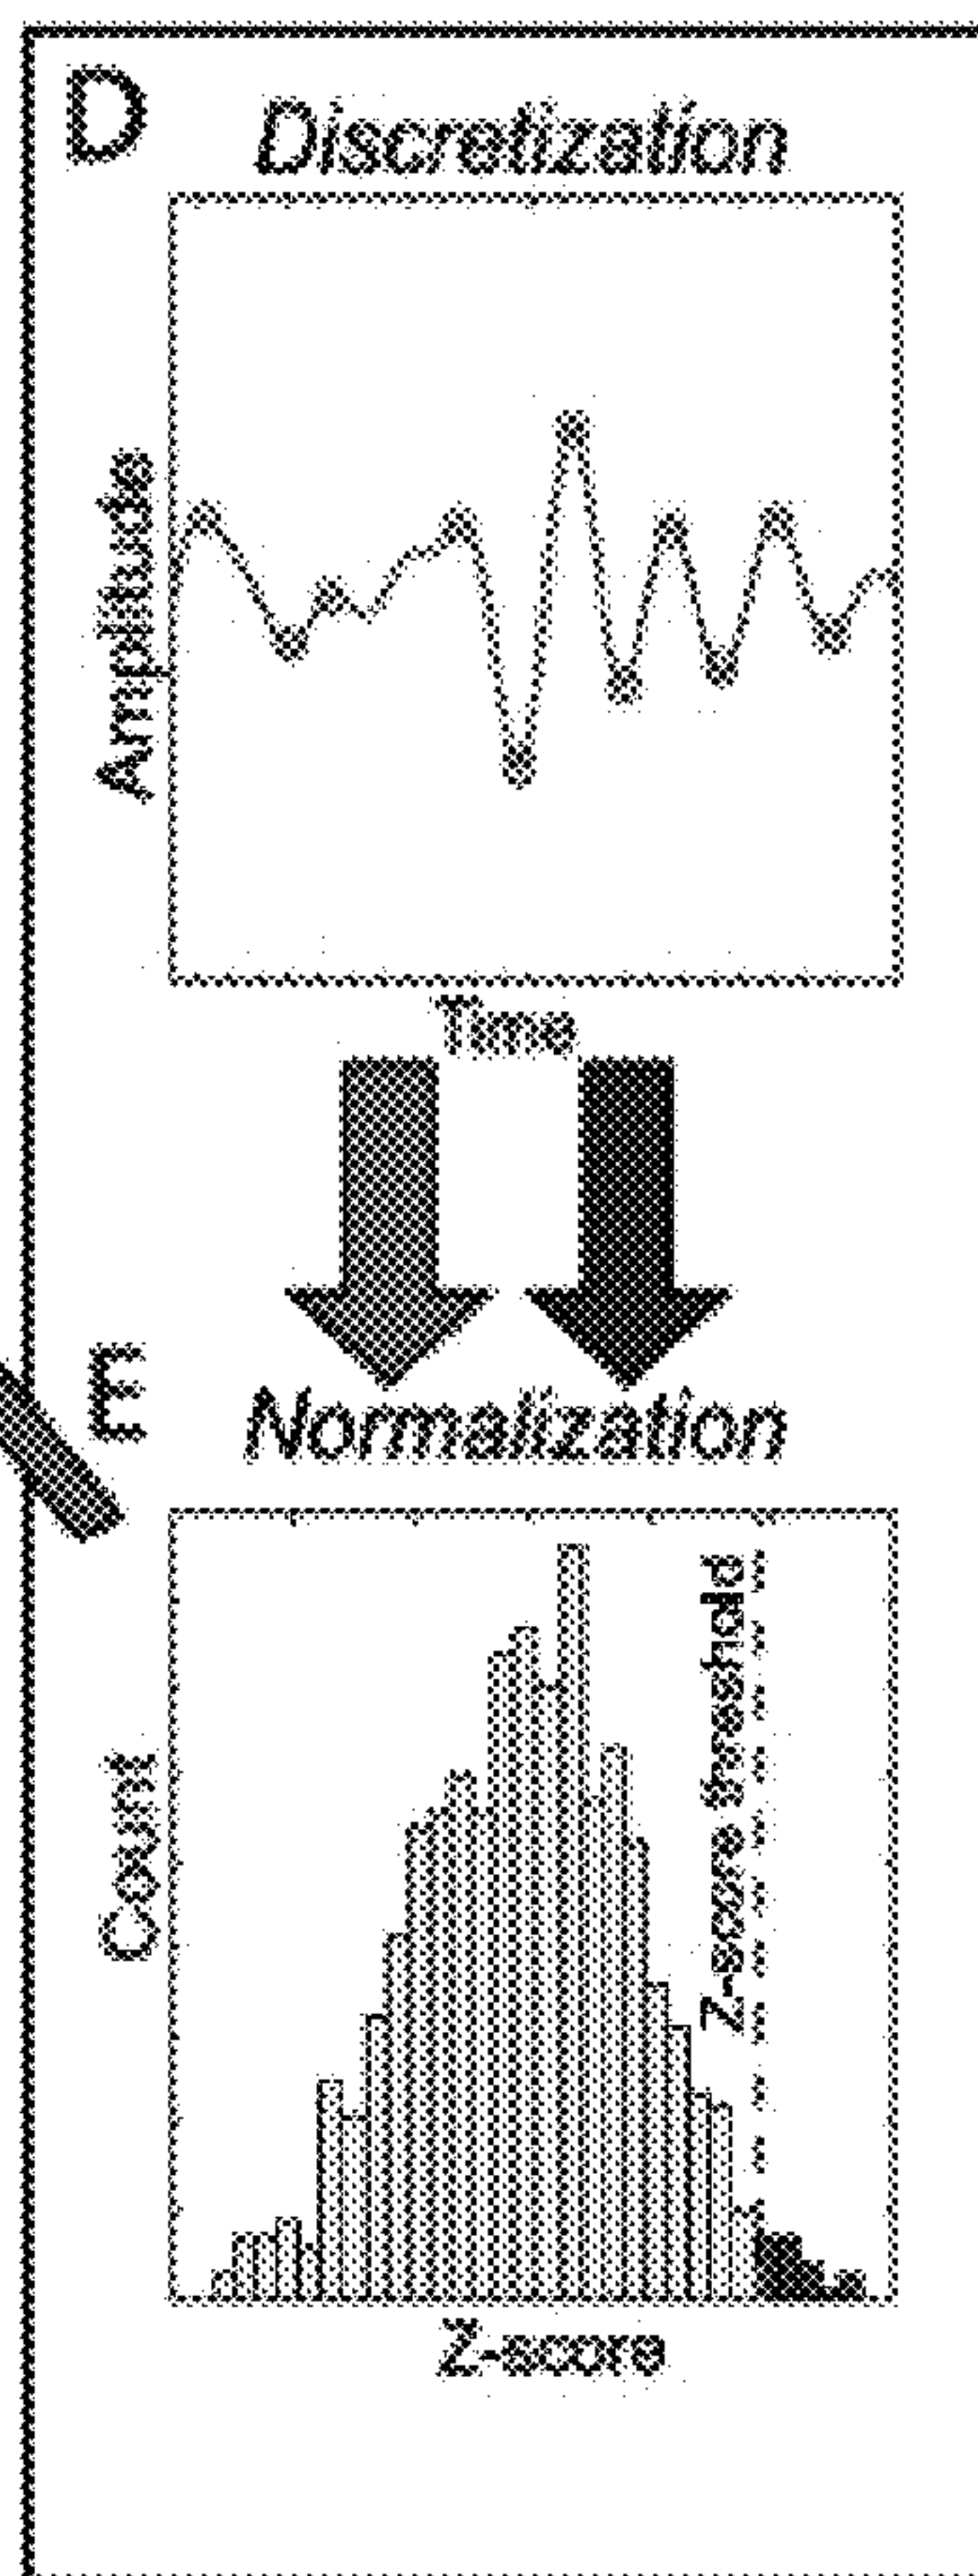 D
Discretization
Amplitude
Time
E
Normalization
Count
Z-score threshold
Z-score